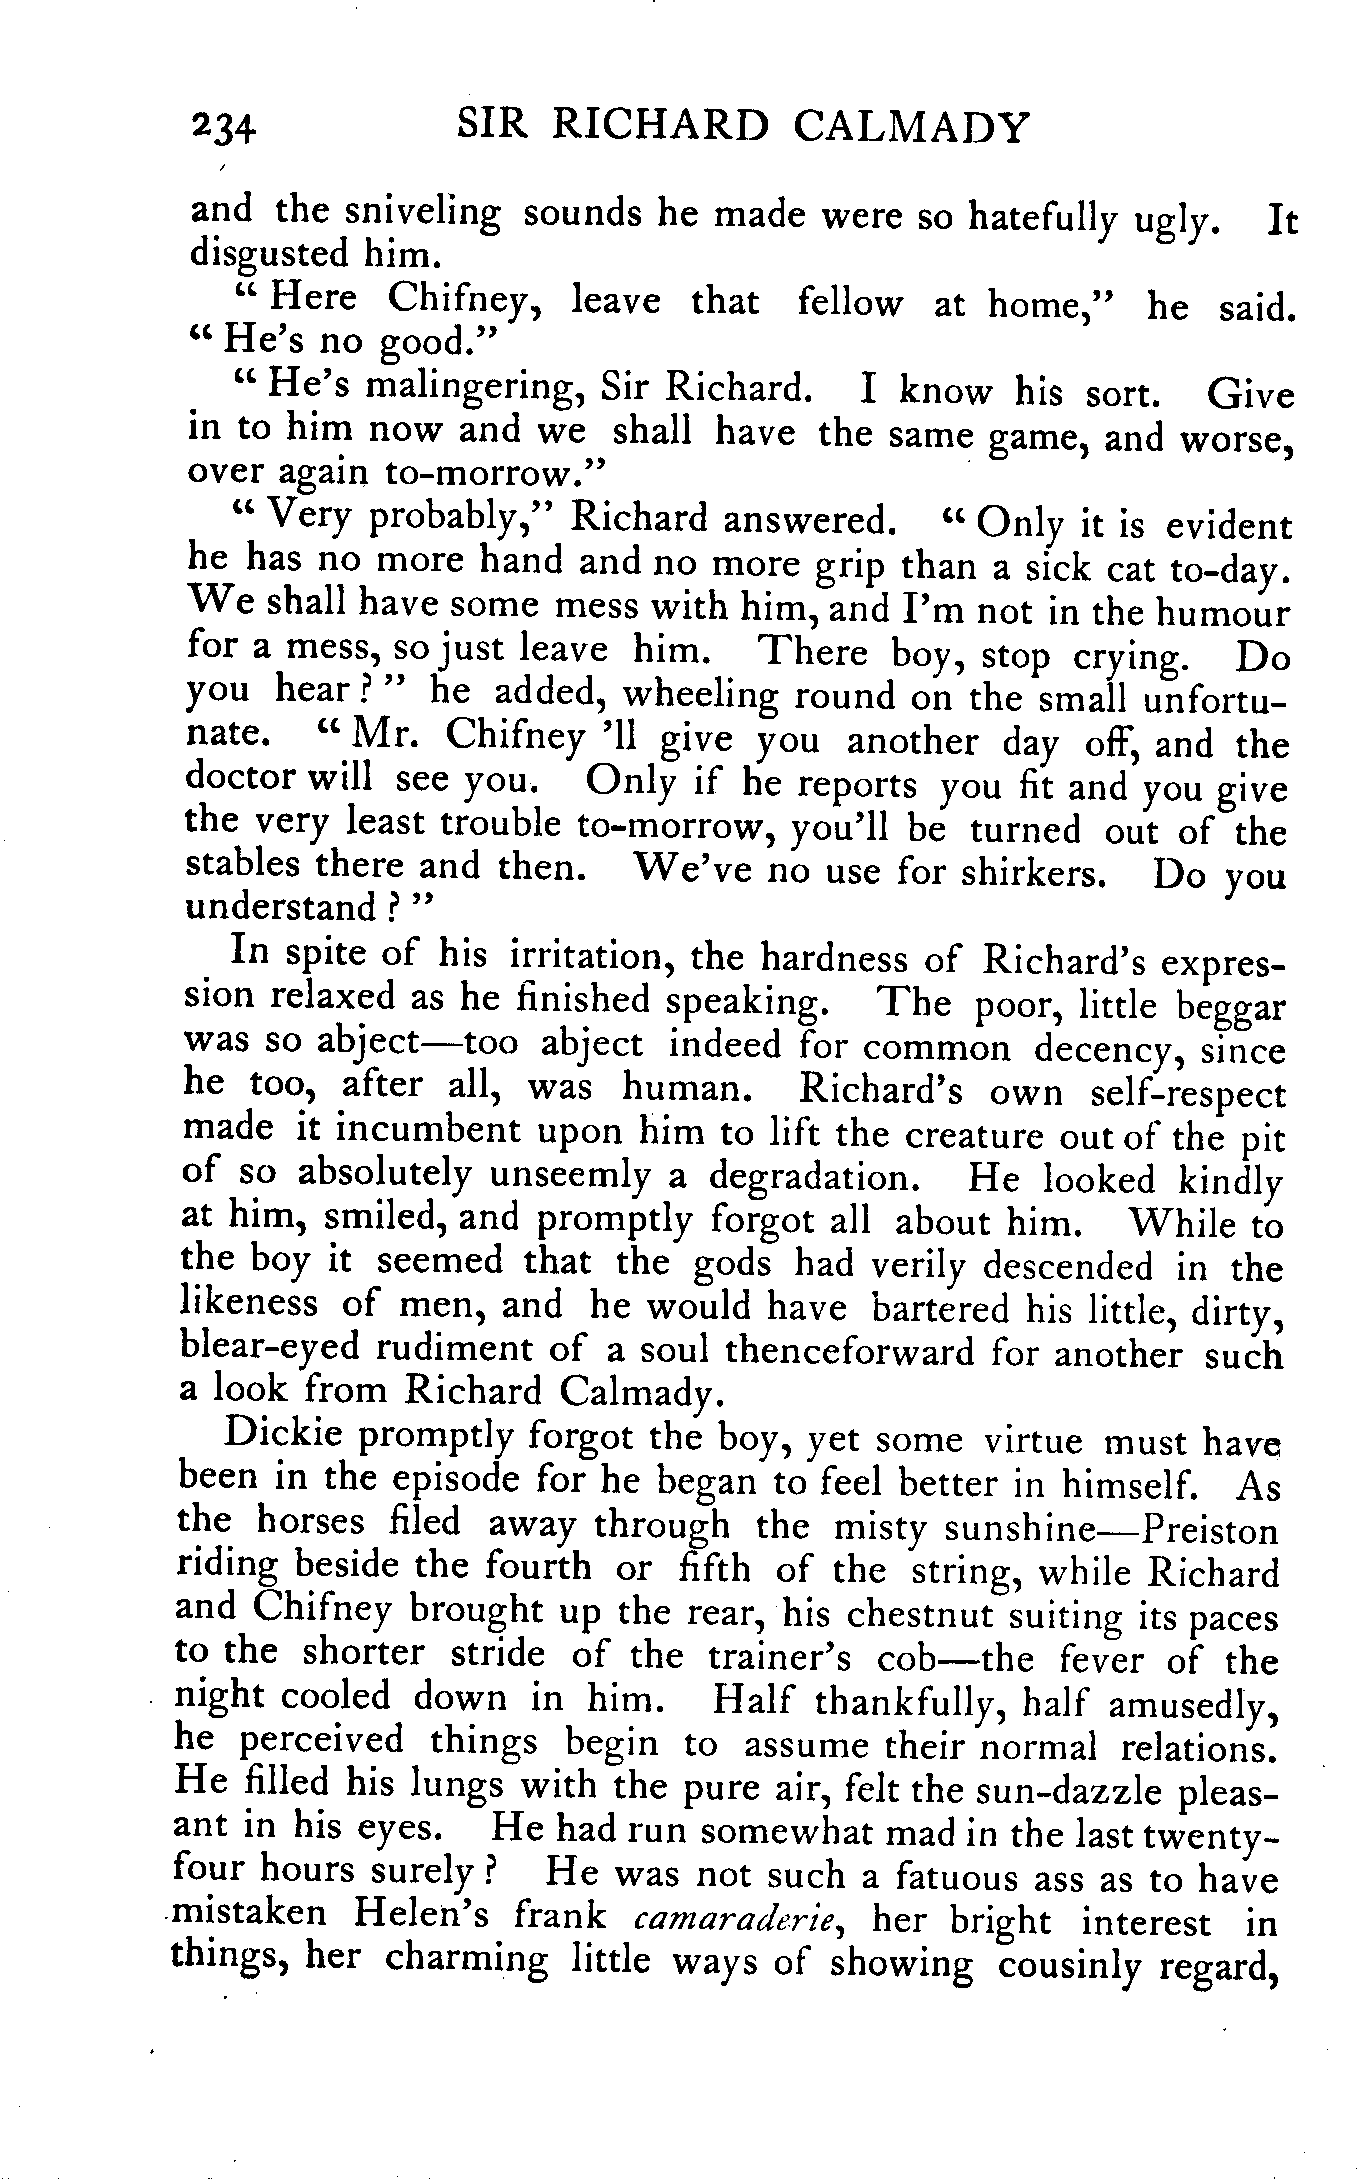 234 SIR RICHARD CALMADY
and the sniveling sounds he made were so hatefully ugly. It
disgusted him.
“ Here Chifney, leave that fellow at home,” he said.
“ He’s no good.”
“ He’s malingering, Sir Richard. I know his sort. Give
in to him now and we shall have the same game, and worse,
over again to-morrow.”
“ Very probably,” Richard answered. “ Only it is evident
he has no more hand and no more grip than a sick cat to-day.
We shall have some mess with him, and I’m not in the humour
for a mess, so just leave him. There boy, stop crying. Do
you hear ? ” he added, wheeling round on the small unfortu-
nate. “ Mr. Chifney ’ll give you another day off, and the
doctor will see you. Only if he reports you fit and you give
the very least trouble to-morrow, you’ll be turned out of the
stables there and then. We’ve no use for shirkers. Do you
understand ? ”
In spite of his irritation, the hardness of Richard’s expres-
sion relaxed as he finished speaking. The poor, little beggar
was so abject—too abject indeed for common decency, since
he too, after all, was human. Richard’s own self-respect
made it incumbent upon him to lift the creature out of the pit
of so absolutely unseemly a degradation. He looked kindly
at him, smiled, and promptly forgot all about him. While to
the boy it seemed that the gods had verily descended in the
likeness of men, and he would have bartered his little, dirty,
blear-eyed rudiment of a soul thenceforward for another such
a look from Richard Calmady.
Dickie promptly forgot the boy, yet some virtue must have
been in the episode for he began to feel better in himself. As
the horses filed away through the misty sunshine—Preiston
riding beside the fourth or fifth of the string, while Richard
and Chifney brought up the rear, his chestnut suiting its paces
to the shorter stride of the trainer’s cob—the fever of the
night cooled down in him. Half thankfully, half amusedly,
he perceived things begin to assume their normal relations.
He filled his lungs with the pure air, felt the sun-dazzle pleas-
ant in his eyes. He had run somewhat mad in the last twenty-
four hours surely ? He was not such a fatuous ass as to have
mistaken Helen’s frank camaraderie, her bright interest in
things, her charming little ways of showing cousinly regard,